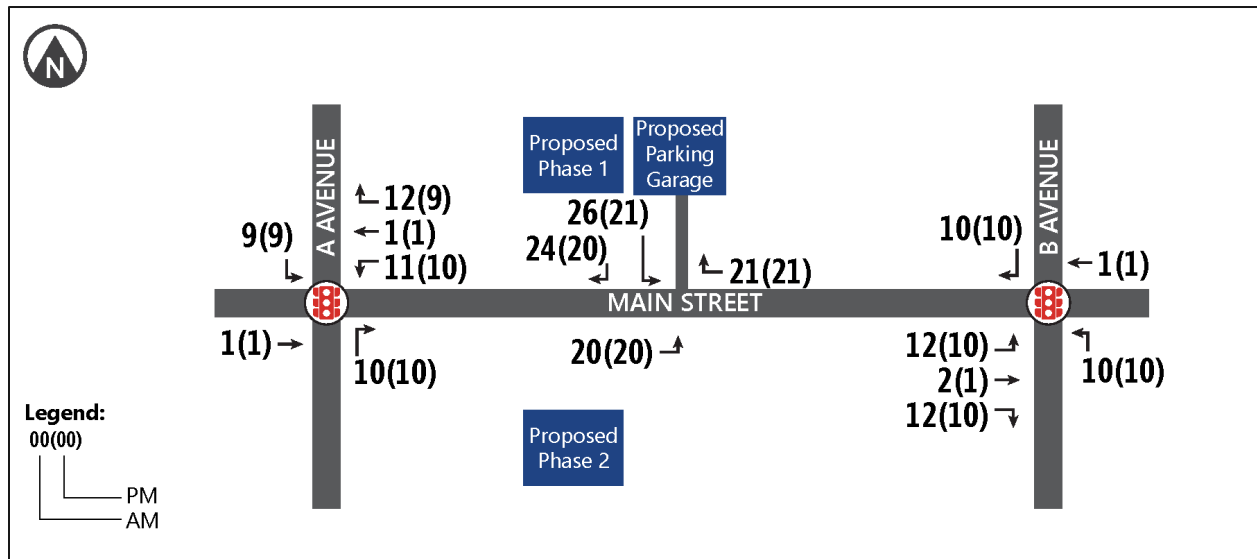 N
A AVENUE
Proposed
Phase 1
Proposed
Parking
Garage
B AVENUE
12(9)
1(1)
11(10)
9(9)
26(21)
24(20)
21(21)
10(10)
1(1)
MAIN STREET
1(1)
10(10)
20(20)
12(10)
2(1)
12(10)
10(10)
Legend:
00(00)
PM
AM
Proposed
Phase 2